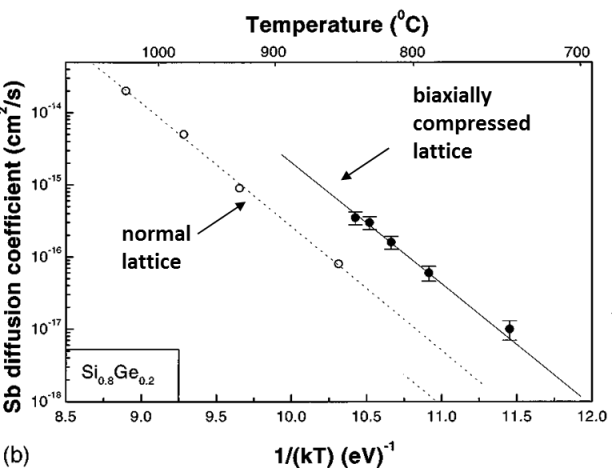 Temperature (⁰C)
1000 900 800 700
biaxially
compressed
lattice
normal
lattice
Sb diffusion coefficient (cm²/s)
10⁻¹⁴
10⁻¹⁵
10⁻¹⁶
10⁻¹⁷
10⁻¹⁸
Si₀.₈Ge₀.₂
8.5 9.0 9.5 10.0 10.5 11.0 11.5 12.0
(b)
1/(kT) (eV)⁻¹